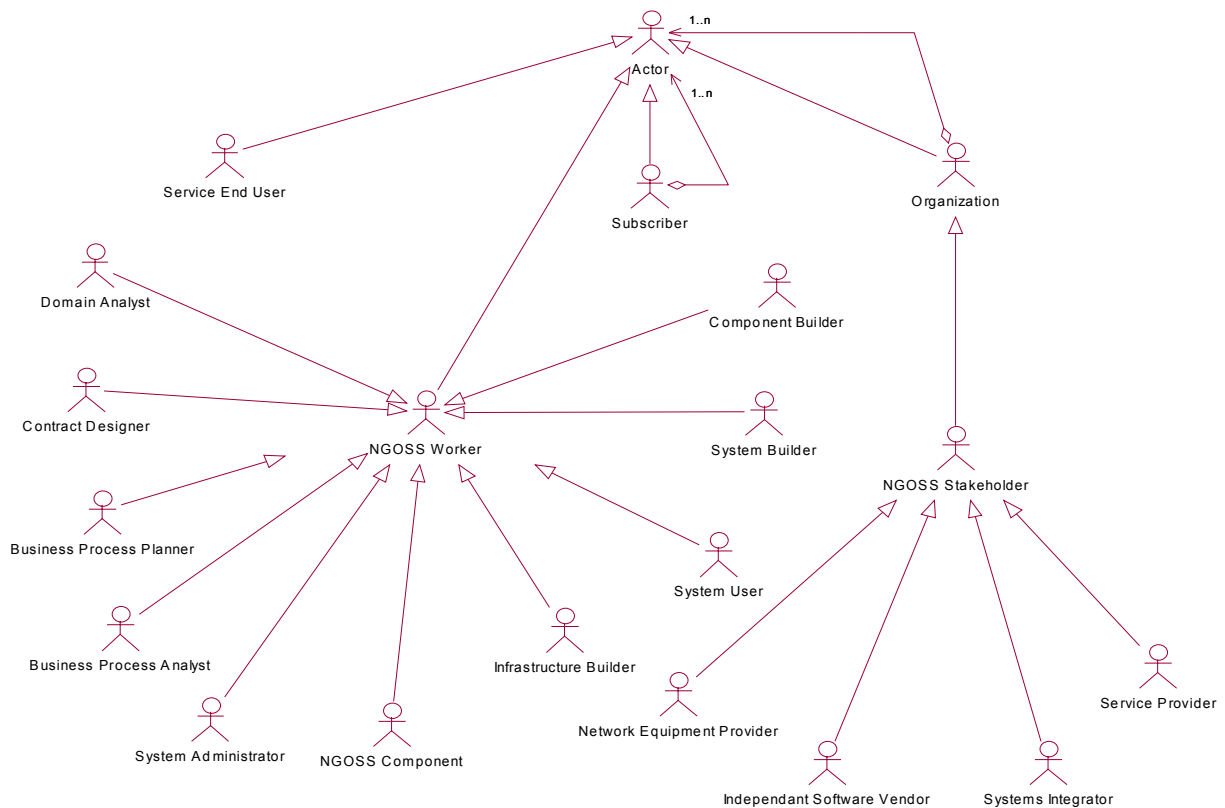 1..n
Actor
1..n
Service End User
Subscriber
Organization
Domain Analyst
Component Builder
Contract Designer
NGOSS Worker
System Builder
NGOSS Stakeholder
Business Process Planner
System User
Business Process Analyst
Infrastructure Builder
Service Provider
Network Equipment Provider
System Administrator
NGOSS Component
Independant Software Vendor
Systems Integrator